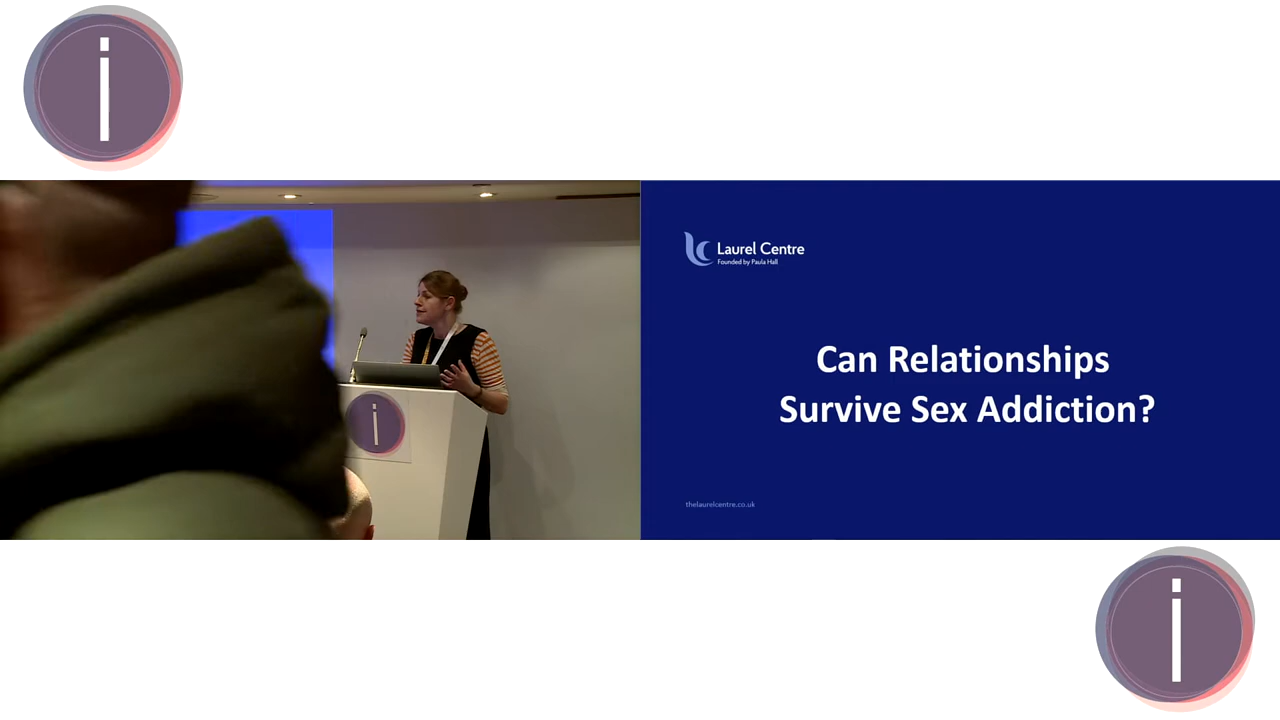 i
Laurel Centre
Founded by Paula Hall
Can Relationships
Survive Sex Addiction?
i
thelaurelcentre.co.uk
i